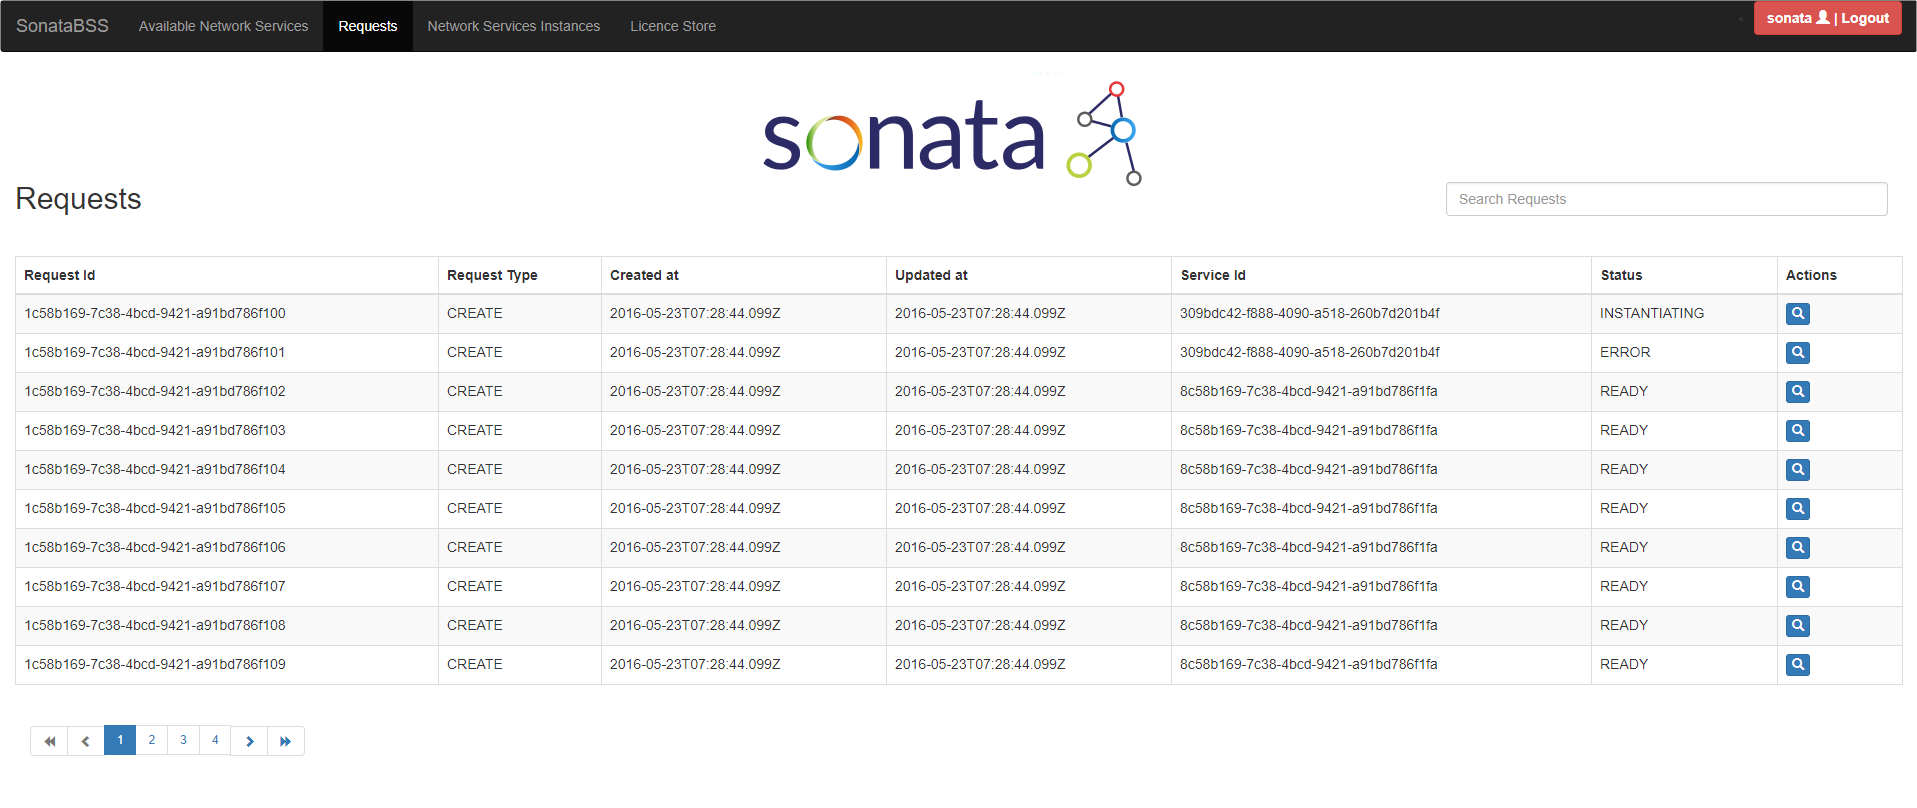 SonataBSS Available Network Services Requests Network Services Instances Licence Store sonata | Logout
sonata
Requests
Search Requests
Request Id Request Type Created at Updated at Service Id Status Actions
1c58b169-7c38-4bcd-9421-a91bd786f100 CREATE 2016-05-23T07:28:44.099Z 2016-05-23T07:28:44.099Z 309bdc42-f888-4090-a518-260b7d201b4f INSTANTIATING
1c58b169-7c38-4bcd-9421-a91bd786f101 CREATE 2016-05-23T07:28:44.099Z 2016-05-23T07:28:44.099Z 309bdc42-f888-4090-a518-260b7d201b4f ERROR
1c58b169-7c38-4bcd-9421-a91bd786f102 CREATE 2016-05-23T07:28:44.099Z 2016-05-23T07:28:44.099Z 8c58b169-7c38-4bcd-9421-a91bd786f1fa READY
1c58b169-7c38-4bcd-9421-a91bd786f103 CREATE 2016-05-23T07:28:44.099Z 2016-05-23T07:28:44.099Z 8c58b169-7c38-4bcd-9421-a91bd786f1fa READY
1c58b169-7c38-4bcd-9421-a91bd786f104 CREATE 2016-05-23T07:28:44.099Z 2016-05-23T07:28:44.099Z 8c58b169-7c38-4bcd-9421-a91bd786f1fa READY
1c58b169-7c38-4bcd-9421-a91bd786f105 CREATE 2016-05-23T07:28:44.099Z 2016-05-23T07:28:44.099Z 8c58b169-7c38-4bcd-9421-a91bd786f1fa READY
1c58b169-7c38-4bcd-9421-a91bd786f106 CREATE 2016-05-23T07:28:44.099Z 2016-05-23T07:28:44.099Z 8c58b169-7c38-4bcd-9421-a91bd786f1fa READY
1c58b169-7c38-4bcd-9421-a91bd786f107 CREATE 2016-05-23T07:28:44.099Z 2016-05-23T07:28:44.099Z 8c58b169-7c38-4bcd-9421-a91bd786f1fa READY
1c58b169-7c38-4bcd-9421-a91bd786f108 CREATE 2016-05-23T07:28:44.099Z 2016-05-23T07:28:44.099Z 8c58b169-7c38-4bcd-9421-a91bd786f1fa READY
1c58b169-7c38-4bcd-9421-a91bd786f109 CREATE 2016-05-23T07:28:44.099Z 2016-05-23T07:28:44.099Z 8c58b169-7c38-4bcd-9421-a91bd786f1fa READY
1 2 3 4